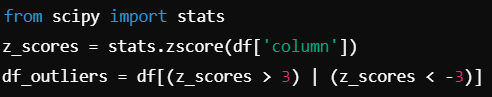 from scipy import stats
z_scores = stats.zscore(df['column'])
df_outliers = df[(z_scores > 3) | (z_scores < -3)]